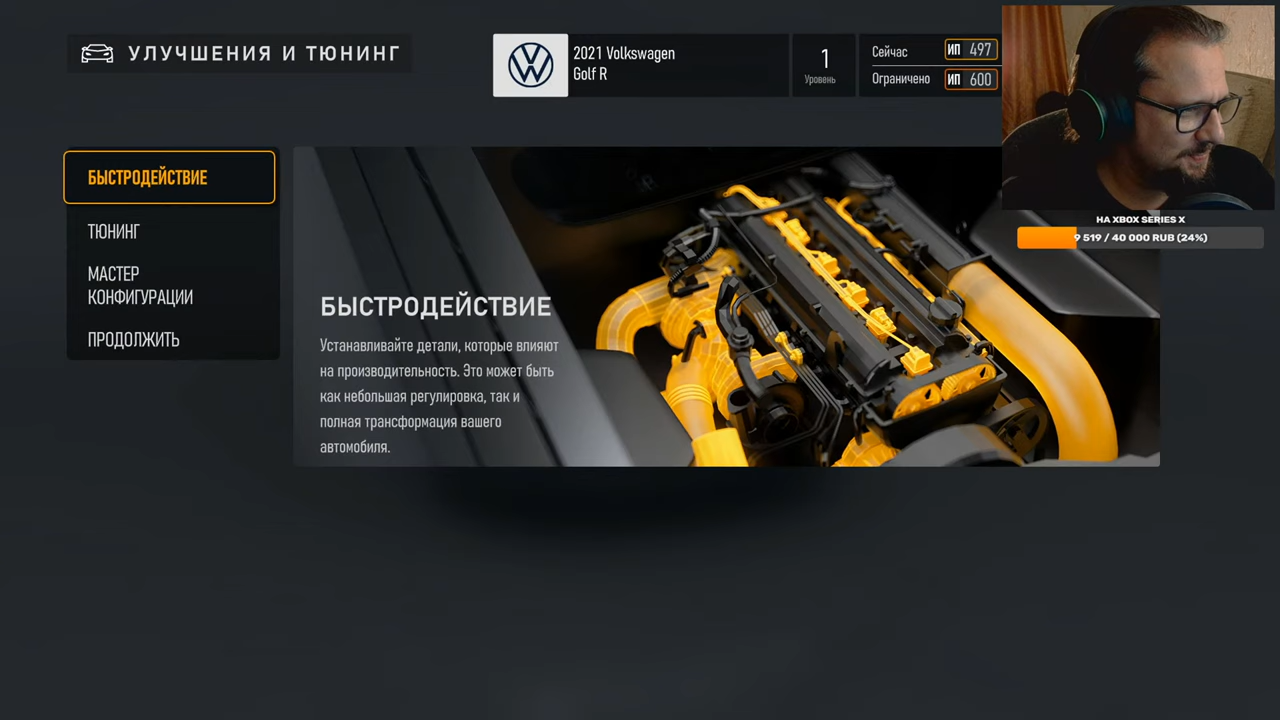 УЛУЧШЕНИЯ И ТЮНИНГ
2021 Volkswagen
Golf R
1
Уровень
Сейчас ИП 497
Ограничено ИП 600
БЫСТРОДЕЙСТВИЕ
ТЮНИНГ
МАСТЕР
КОНФИГУРАЦИИ
ПРОДОЛЖИТЬ
БЫСТРОДЕЙСТВИЕ
Устанавливайте детали, которые влияют
на производительность. Это может быть
как небольшая регулировка, так и
полная трансформация вашего
автомобиля.
НА XBOX SERIES X
9 519 / 40 000 RUB (24%)